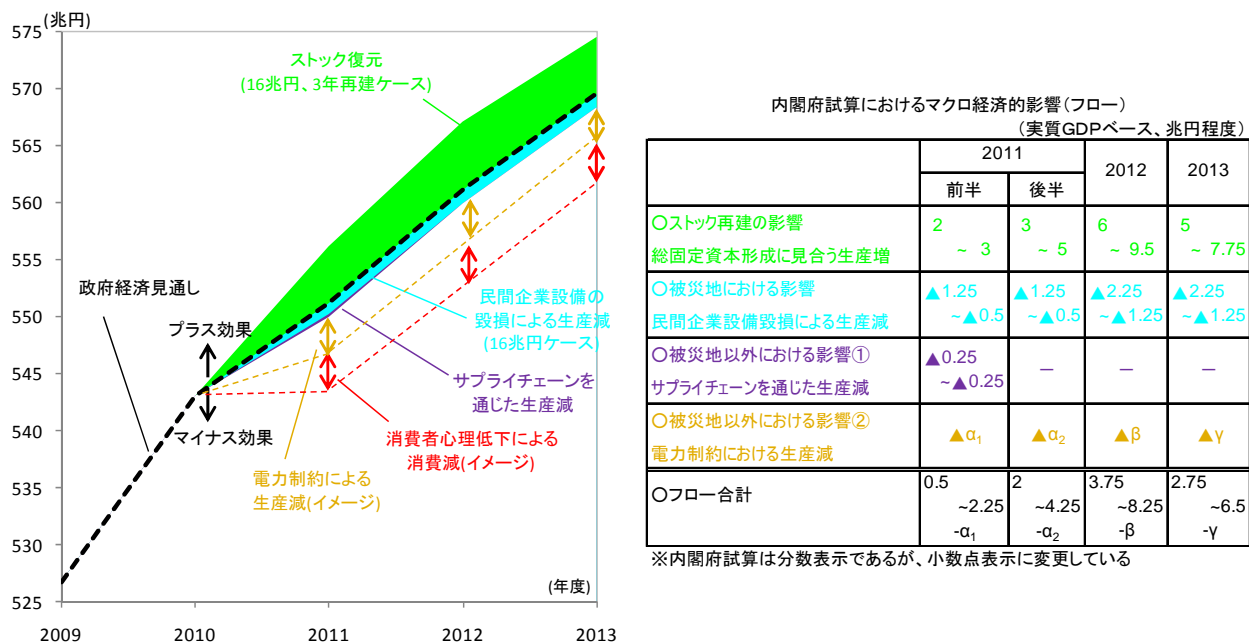 (兆円)
575
570
565
560
555
550
545
540
535
530
525
2009
2010
2011
2012
2013
(年度)
ストック復元
(16兆円、3年再建ケース)
政府経済見通し
プラス効果
マイナス効果
民間企業設備の
毀損による生産減
(16兆円ケース)
サプライチェーンを
通じた生産減
消費者心理低下による
消費減(イメージ)
電力制約による
生産減(イメージ)
内閣府試算におけるマクロ経済的影響(フロー)
(実質GDPベース、兆円程度)
2011 2012 2013
前半 後半
○ストック再建の影響 2 3 6 5
総固定資本形成に見合う生産増 ~ 3 ~ 5 ~ 9.5 ~ 7.75
○被災地における影響 ▲1.25 ▲1.25 ▲2.25 ▲2.25
民間企業設備毀損による生産減 ~▲0.5 ~▲0.5 ~▲1.25 ~▲1.25
○被災地以外における影響① ▲0.25 － － －
サプライチェーンを通じた生産減 ~▲0.25
○被災地以外における影響② ▲α1 ▲α2 ▲β ▲γ
電力制約における生産減
○フロー合計 0.5 2 3.75 2.75
~2.25 ~4.25 ~8.25 ~6.5
-α1 -α2 -β -γ
※内閣府試算は分数表示であるが、小数点表示に変更している